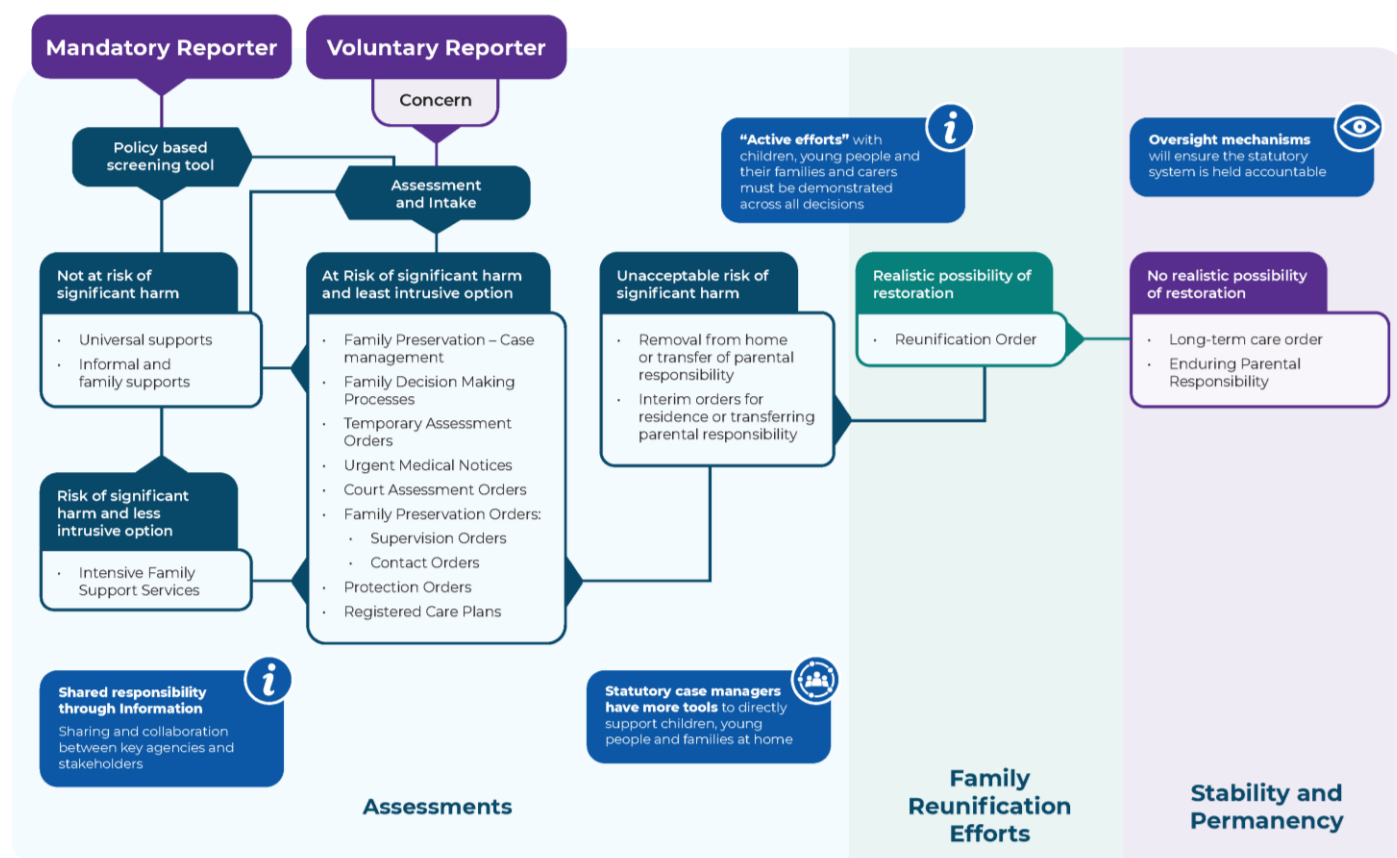 Mandatory Reporter
Voluntary Reporter
Concern
Policy based
screening tool
Assessment
and Intake
"Active efforts" with
children, young people and
their families and carers
must be demonstrated
across all decisions
i
Oversight mechanisms
will ensure the statutory
system is held accountable
Not at risk of
significant harm
• Universal supports
• Informal and
family supports
Risk of significant
harm and less
intrusive option
• Intensive Family
Support Services
At Risk of significant harm
and least intrusive option
• Family Preservation – Case
management
• Family Decision Making
Processes
• Temporary Assessment
Orders
• Urgent Medical Notices
• Court Assessment Orders
• Family Preservation Orders:
• Supervision Orders
• Contact Orders
• Protection Orders
• Registered Care Plans
Unacceptable risk of
significant harm
• Removal from home
or transfer of parental
responsibility
• Interim orders for
residence or transferring
parental responsibility
Realistic possibility of
restoration
• Reunification Order
No realistic possibility
of restoration
• Long-term care order
• Enduring Parental
Responsibility
Shared responsibility
through Information
Sharing and collaboration
between key agencies and
stakeholders
i
Statutory case managers
have more tools to directly
support children, young
people and families at home
Assessments
Family
Reunification
Efforts
Stability and
Permanency